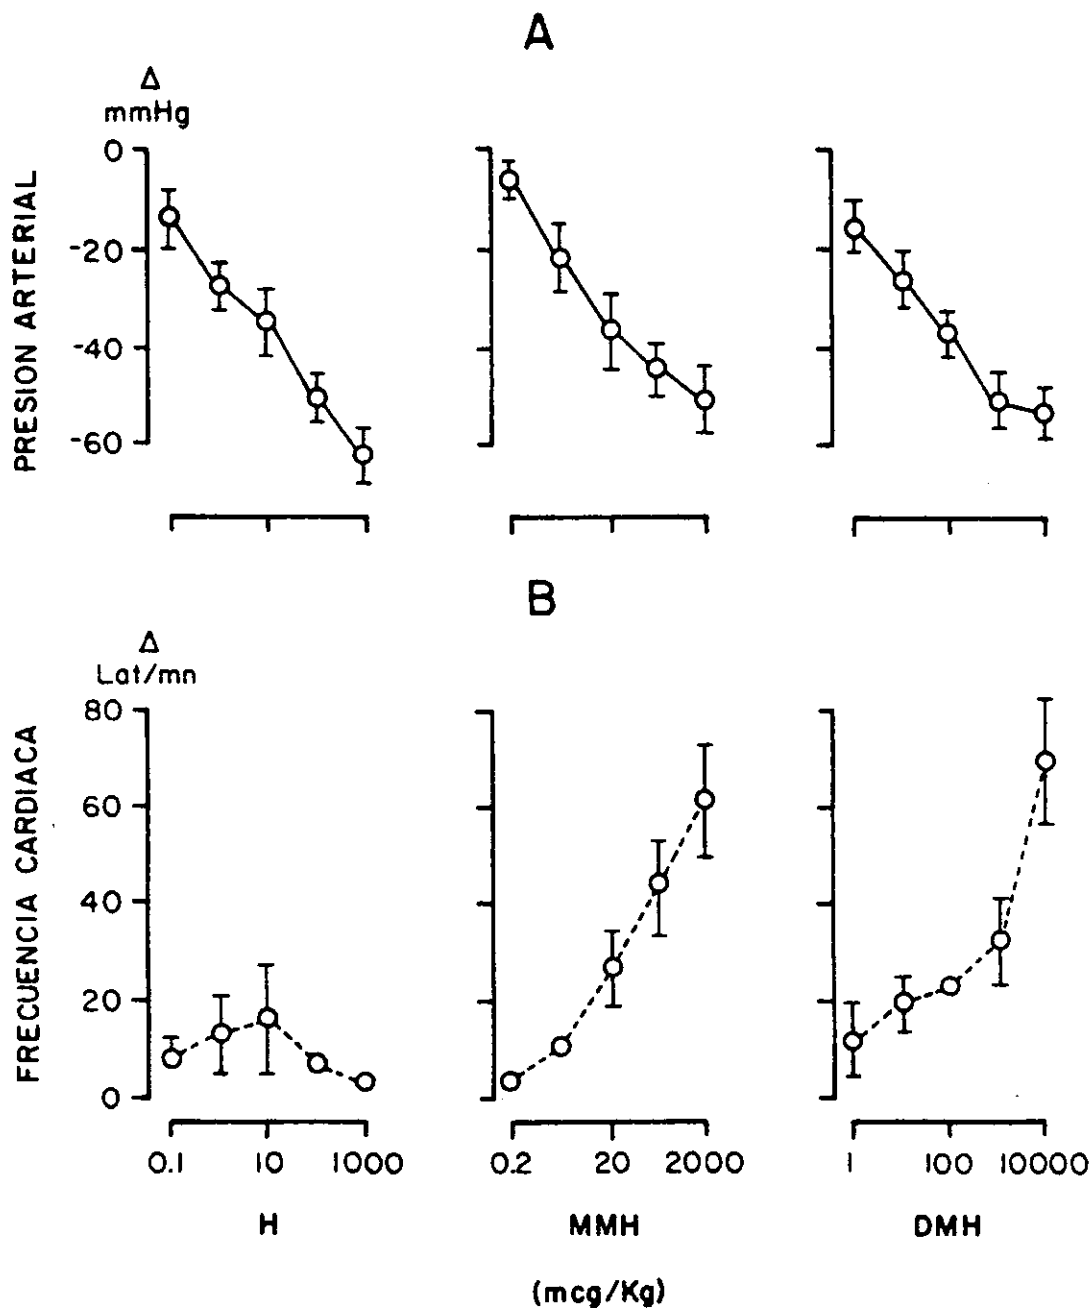 A
Δ
mmHg
PRESION ARTERIAL
0
-20
-40
-60
B
Δ
Lat/mn
FRECUENCIA CARDIACA
80
60
40
20
0
0.1 10 1000 0.2 20 2000 1 100 10000
H MMH DMH
(mcg/Kg)